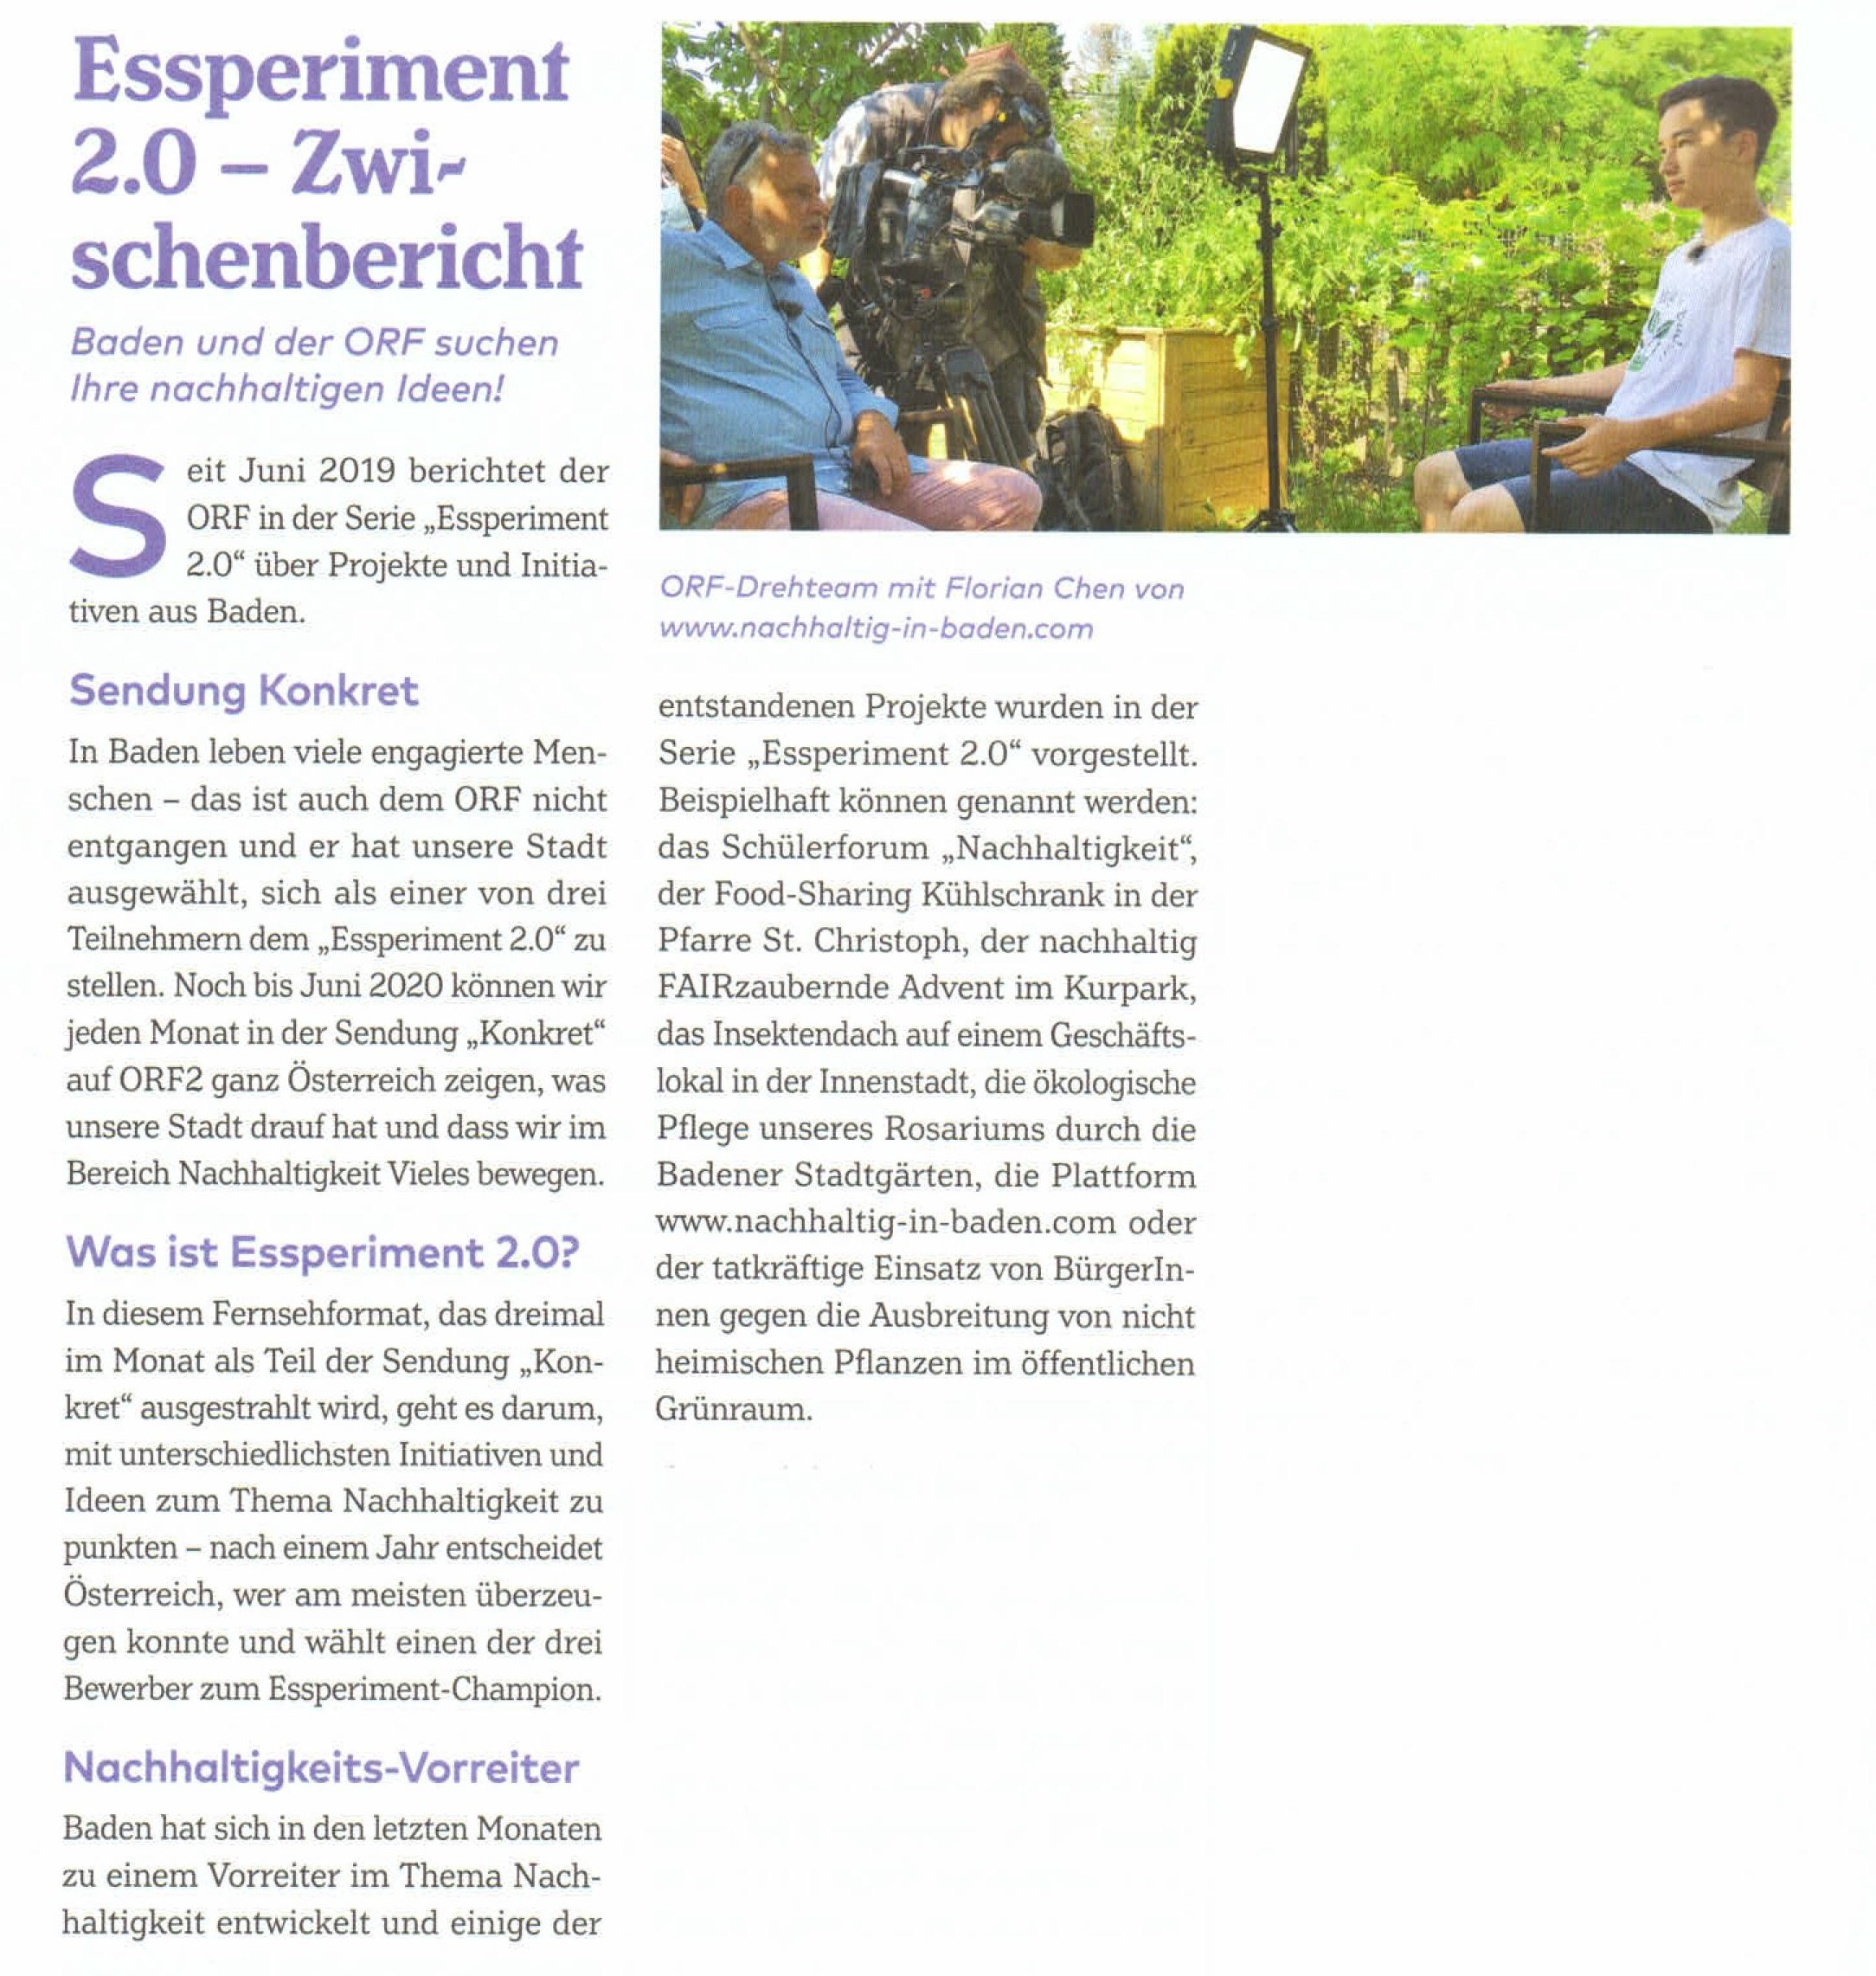 Essperiment
2.0 – Zwi-
schenbericht
Baden und der ORF suchen
Ihre nachhaltigen Ideen!
Seit Juni 2019 berichtet der
ORF in der Serie „Essperiment
2.0“ über Projekte und Initia-
tiven aus Baden.
Sendung Konkret
In Baden leben viele engagierte Men-
schen – das ist auch dem ORF nicht
entgangen und er hat unsere Stadt
ausgewählt, sich als einer von drei
Teilnehmern dem „Essperiment 2.0“ zu
stellen. Noch bis Juni 2020 können wir
jeden Monat in der Sendung „Konkret“
auf ORF2 ganz Österreich zeigen, was
unsere Stadt drauf hat und dass wir im
Bereich Nachhaltigkeit Vieles bewegen.
Was ist Essperiment 2.0?
In diesem Fernsehformat, das dreimal
im Monat als Teil der Sendung „Kon-
kret“ ausgestrahlt wird, geht es darum,
mit unterschiedlichsten Initiativen und
Ideen zum Thema Nachhaltigkeit zu
punkten – nach einem Jahr entscheidet
Österreich, wer am meisten überzeu-
gen konnte und wählt einen der drei
Bewerber zum Essperiment-Champion.
Nachhaltigkeits-Vorreiter
Baden hat sich in den letzten Monaten
zu einem Vorreiter im Thema Nach-
haltigkeit entwickelt und einige der
ORF-Drehteam mit Florian Chen von
www.nachhaltig-in-baden.com
entstandenen Projekte wurden in der
Serie „Essperiment 2.0“ vorgestellt.
Beispielhaft können genannt werden:
das Schülerforum „Nachhaltigkeit“,
der Food-Sharing Kühlschrank in der
Pfarre St. Christoph, der nachhaltig
FAIRzaubernde Advent im Kurpark,
das Insektendach auf einem Geschäfts-
lokal in der Innenstadt, die ökologische
Pflege unseres Rosariums durch die
Badener Stadtgärten, die Plattform
www.nachhaltig-in-baden.com oder
der tatkräftige Einsatz von BürgerIn-
nen gegen die Ausbreitung von nicht
heimischen Pflanzen im öffentlichen
Grünraum.